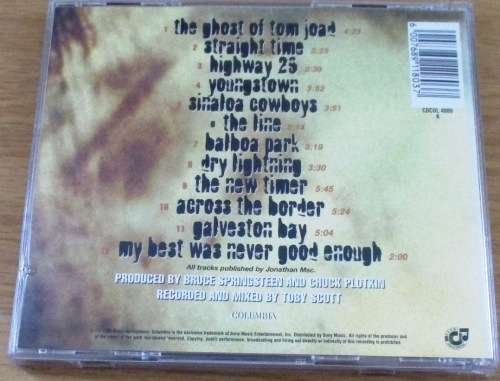 1 the ghost of tom joad 4:23
2 straight time 3:25
3 highway 29 3:39
4 youngstown 3:52
5 sinaloa cowboys 3:51
the line 5:14
7 balboa park 3:19
8 dry lightning 3:30
9 the new timer 5:45
10 across the border 5:24
11 galveston bay 5:04
12 my best was never good enough 2:00
All tracks published by Jonathan Msc.
PRODUCED BY BRUCE SPRINGSTEEN AND CHUCK PLOTKIN
RECORDED AND MIXED BY TOBY SCOTT
COLUMBIA
CDCOL
K